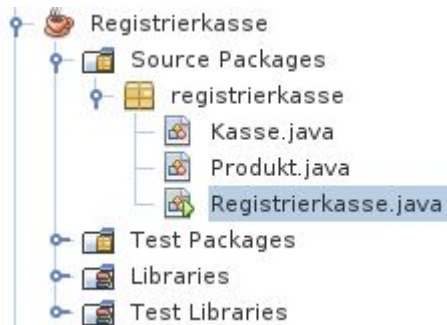 Registrierkasse
Source Packages
registrierkasse
Kasse.java
Produkt.java
Registrierkasse.java
Test Packages
Libraries
Test Libraries